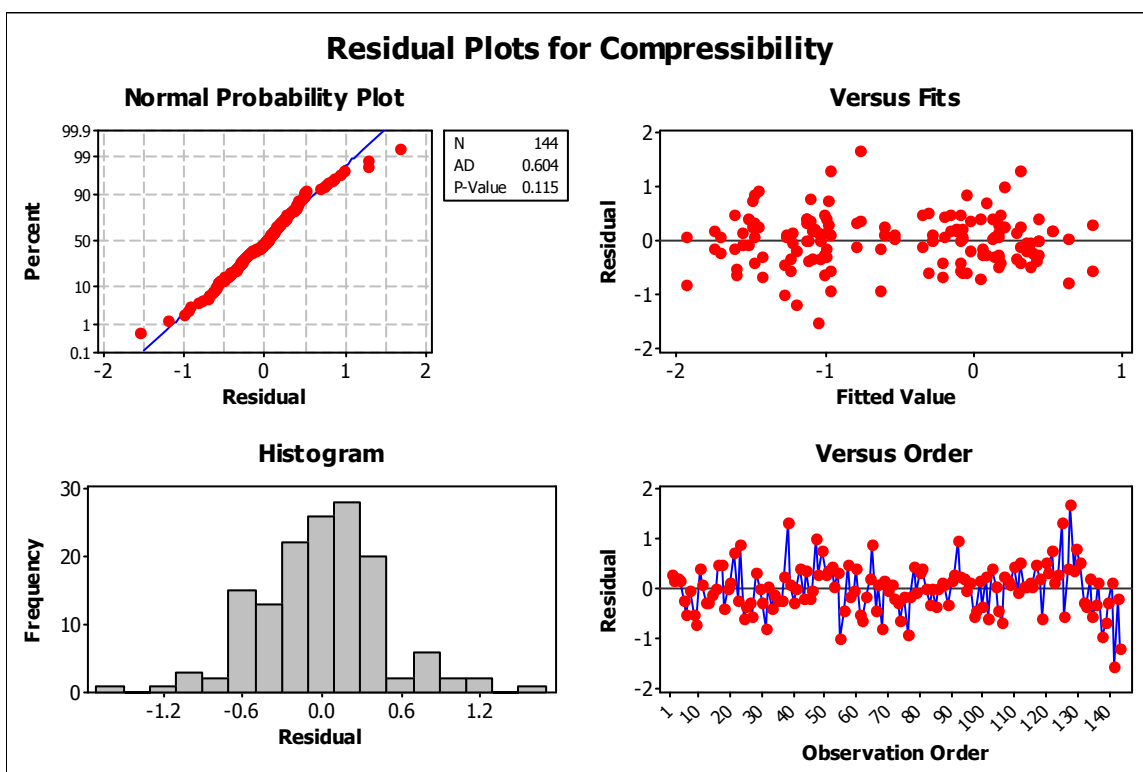 Residual Plots for Compressibility
Normal Probability Plot
99.9
99
90
50
10
1
0.1
Percent
-2 -1 0 1 2
Residual
N 144
AD 0.604
P-Value 0.115
Versus Fits
2
1
0
-1
-2
Residual
-2 -1 0 1
Fitted Value
Histogram
30
20
10
0
Frequency
-1.2 -0.6 0.0 0.6 1.2
Residual
Versus Order
2
1
0
-1
-2
Residual
1 10 20 30 40 50 60 70 80 90 100 110 120 130 140
Observation Order